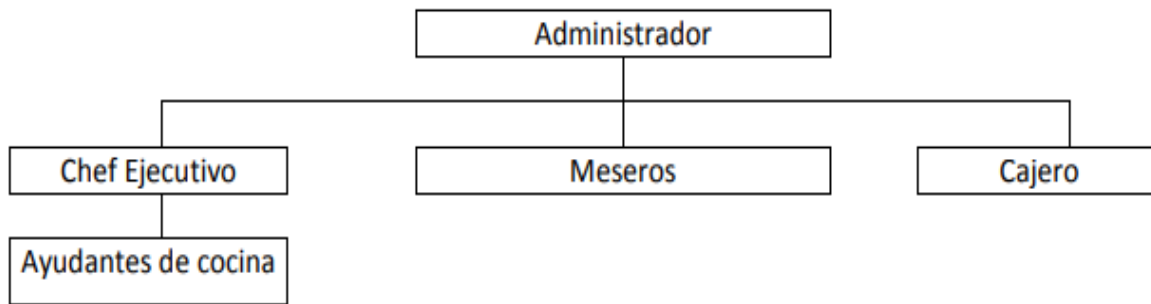 Administrador
Chef Ejecutivo
Meseros
Cajero
Ayudantes de cocina